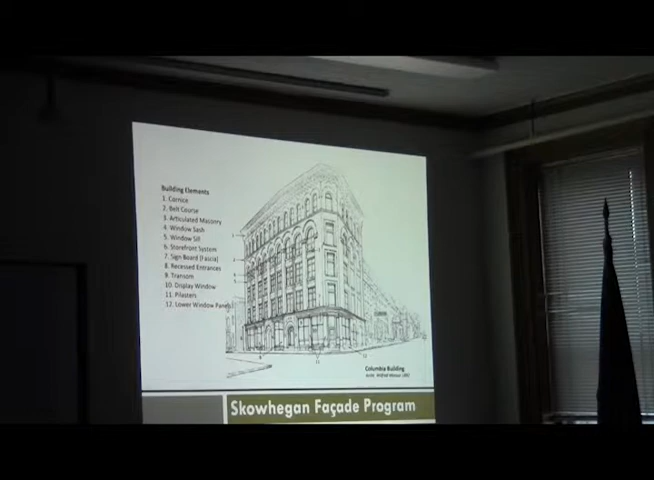 Building Elements
1. Cornice
2. Belt Course
3. Articulated Masonry
4. Window Sash
5. Window Sill
6. Storefront System
7. Sign Board (Fascia)
8. Recessed Entrances
9. Transom
10. Display Window
11. Pilasters
12. Lower Window Panels
Columbia Building
Skowhegan Façade Program